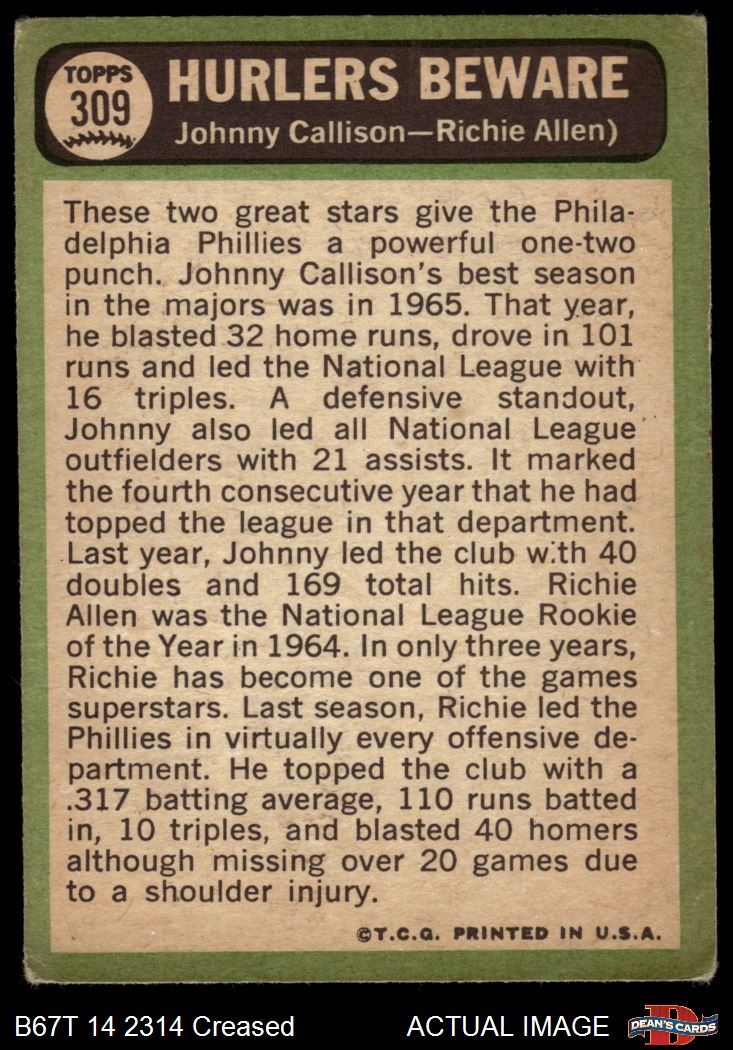 TOPPS
309
HURLERS BEWARE
Johnny Callison—Richie Allen)
These two great stars give the Phila-
delphia Phillies a powerful one-two
punch. Johnny Callison's best season
in the majors was in 1965. That year,
he blasted 32 home runs, drove in 101
runs and led the National League with
16 triples. A defensive standout,
Johnny also led all National League
outfielders with 21 assists. It marked
the fourth consecutive year that he had
topped the league in that department.
Last year, Johnny led the club with 40
doubles and 169 total hits. Richie
Allen was the National League Rookie
of the Year in 1964. In only three years,
Richie has become one of the games
superstars. Last season, Richie led the
Phillies in virtually every offensive de-
partment. He topped the club with a
.317 batting average, 110 runs batted
in, 10 triples, and blasted 40 homers
although missing over 20 games due
to a shoulder injury.
©T.C.G. PRINTED IN U.S.A.
B67T 14 2314 Creased ACTUAL IMAGE
D
DEAN'S CARDS